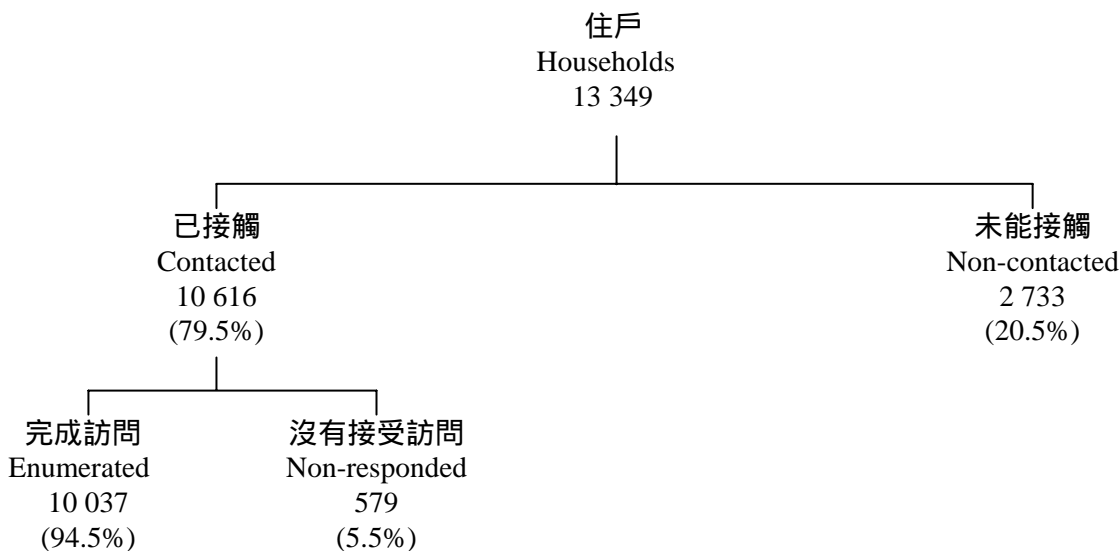 住戶
Households
13 349
已接觸
Contacted
10 616
(79.5%)
未能接觸
Non-contacted
2 733
(20.5%)
完成訪問
Enumerated
10 037
(94.5%)
沒有接受訪問
Non-responded
579
(5.5%)